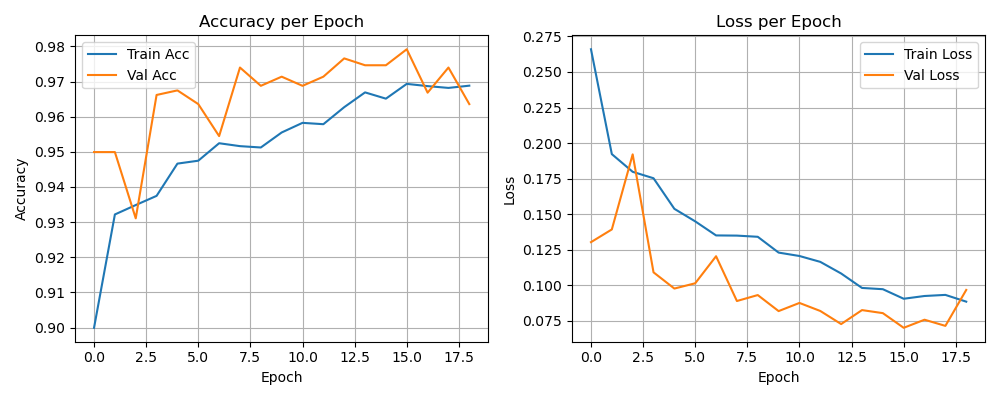 Accuracy per Epoch
Train Acc
Val Acc
0.98
0.97
0.96
0.95
0.94
0.93
0.92
0.91
0.90
Accuracy
0.0 2.5 5.0 7.5 10.0 12.5 15.0 17.5
Epoch
Loss per Epoch
Train Loss
Val Loss
0.275
0.250
0.225
0.200
0.175
0.150
0.125
0.100
0.075
Loss
0.0 2.5 5.0 7.5 10.0 12.5 15.0 17.5
Epoch